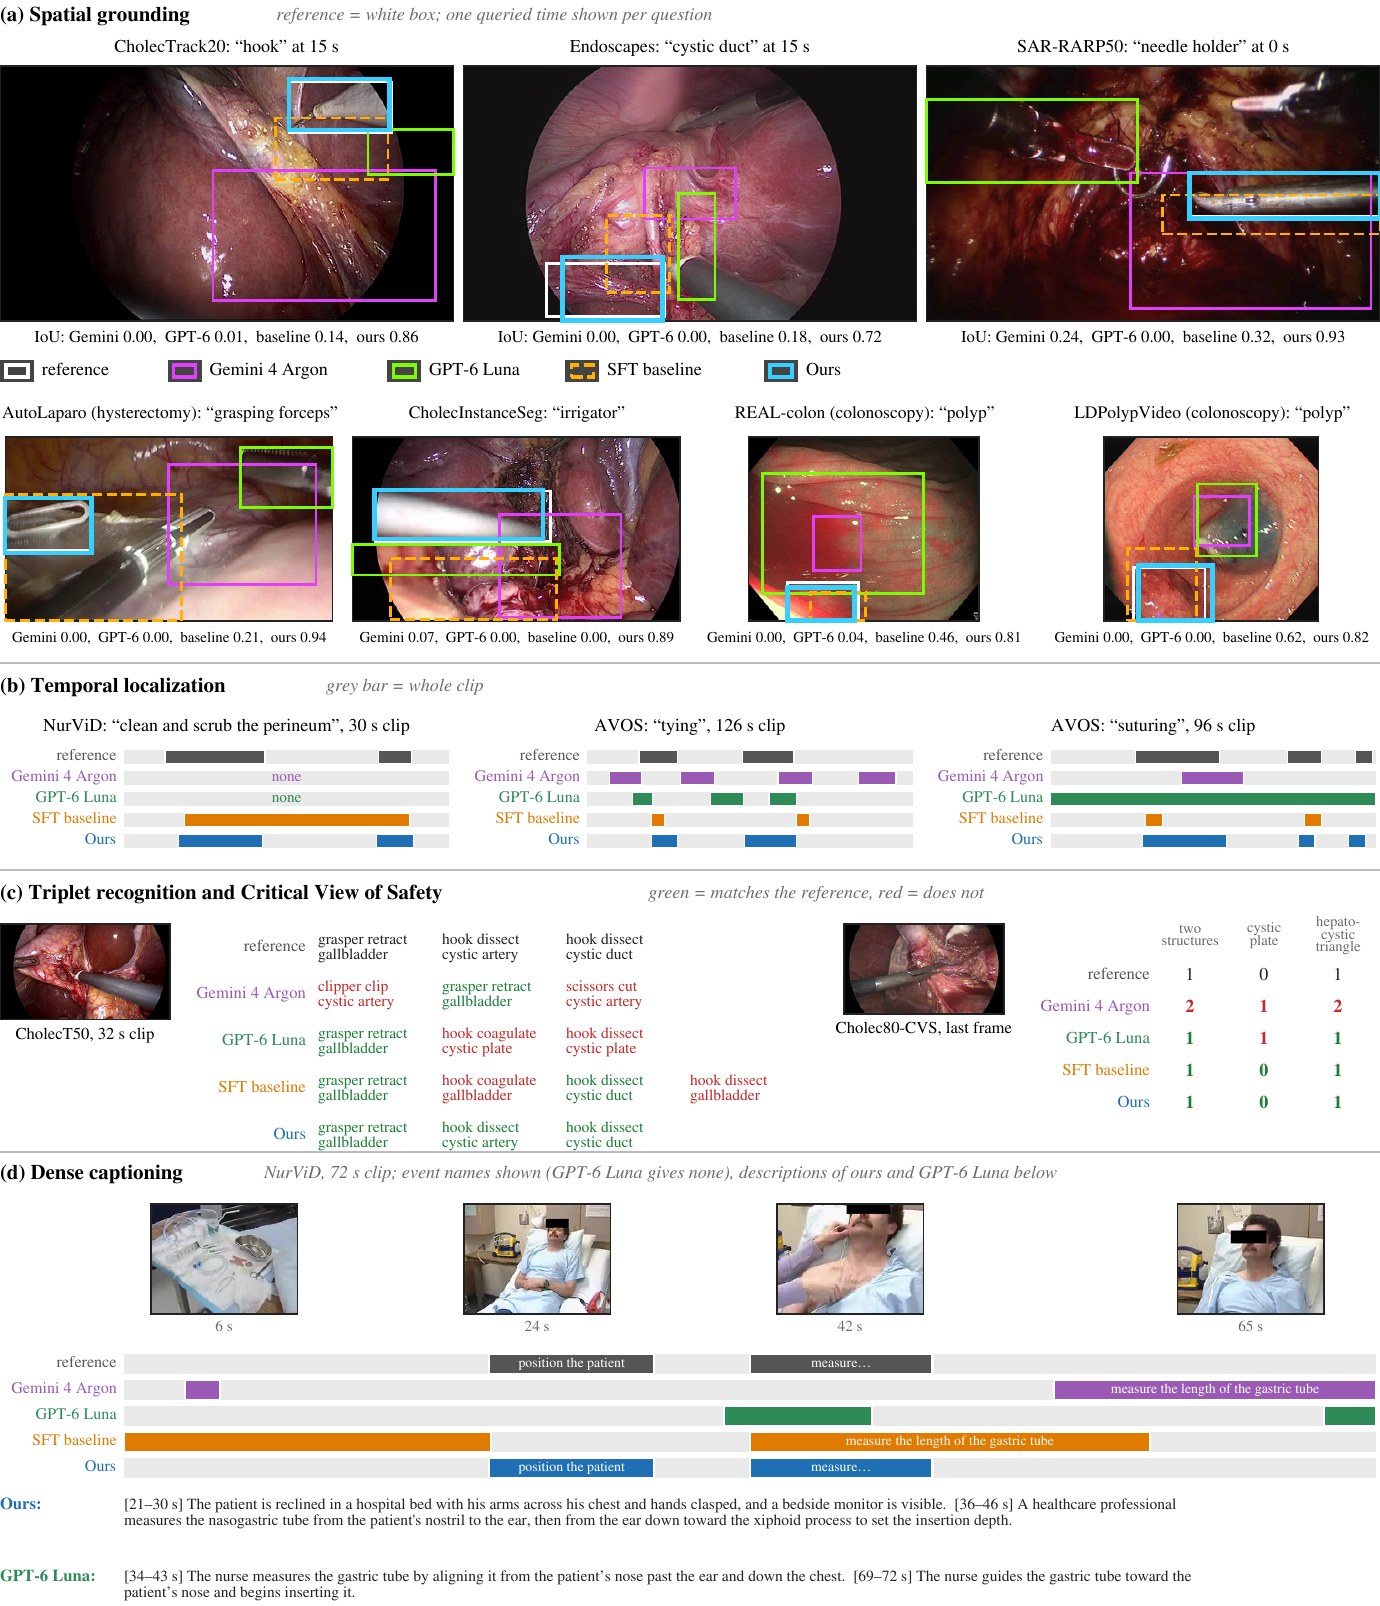 (a) Spatial grounding reference = white box; one queried time shown per question
CholecTrack20: “hook” at 15 s
Endoscapes: “cystic duct” at 15 s
SAR-RARP50: “needle holder” at 0 s
IoU: Gemini 0.00, GPT-6 0.01, baseline 0.14, ours 0.86
IoU: Gemini 0.00, GPT-6 0.00, baseline 0.18, ours 0.72
IoU: Gemini 0.24, GPT-6 0.00, baseline 0.32, ours 0.93
reference Gemini 4 Argon GPT-6 Luna SFT baseline Ours
AutoLaparo (hysterectomy): “grasping forceps”
CholecInstanceSeg: “irrigator”
REAL-colon (colonoscopy): “polyp”
LDPolypVideo (colonoscopy): “polyp”
Gemini 0.00, GPT-6 0.00, baseline 0.21, ours 0.94
Gemini 0.07, GPT-6 0.00, baseline 0.00, ours 0.89
Gemini 0.00, GPT-6 0.04, baseline 0.46, ours 0.81
Gemini 0.00, GPT-6 0.00, baseline 0.62, ours 0.82
(b) Temporal localization grey bar = whole clip
NurViD: “clean and scrub the perineum”, 30 s clip
reference
Gemini 4 Argon none
GPT-6 Luna none
SFT baseline
Ours
AVOS: “tying”, 126 s clip
reference
Gemini 4 Argon
GPT-6 Luna
SFT baseline
Ours
AVOS: “suturing”, 96 s clip
reference
Gemini 4 Argon
GPT-6 Luna
SFT baseline
Ours
(c) Triplet recognition and Critical View of Safety green = matches the reference, red = does not
CholecT50, 32 s clip
reference
grasper retract
gallbladder
hook dissect
cystic artery
hook dissect
cystic duct
Gemini 4 Argon
clipper clip
cystic artery
grasper retract
gallbladder
scissors cut
cystic artery
GPT-6 Luna
grasper retract
gallbladder
hook coagulate
cystic plate
hook dissect
cystic plate
SFT baseline
grasper retract
gallbladder
hook coagulate
gallbladder
hook dissect
cystic duct
hook dissect
gallbladder
Ours
grasper retract
gallbladder
hook dissect
cystic artery
hook dissect
cystic duct
Cholec80-CVS, last frame
two
structures
cystic
plate
hepato-
cystic
triangle
reference 1 0 1
Gemini 4 Argon 2 1 2
GPT-6 Luna 1 1 1
SFT baseline 1 0 1
Ours 1 0 1
(d) Dense captioning NurViD, 72 s clip; event names shown (GPT-6 Luna gives none), descriptions of ours and GPT-6 Luna below
6 s 24 s 42 s 65 s
reference position the patient measure…
Gemini 4 Argon measure the length of the gastric tube
GPT-6 Luna
SFT baseline measure the length of the gastric tube
Ours position the patient measure…
Ours: [21–30 s] The patient is reclined in a hospital bed with his arms across his chest and hands clasped, and a bedside monitor is visible. [36–46 s] A healthcare professional
measures the nasogastric tube from the patient's nostril to the ear, then from the ear down toward the xiphoid process to set the insertion depth.
GPT-6 Luna: [34–43 s] The nurse measures the gastric tube by aligning it from the patient’s nose past the ear and down the chest. [69–72 s] The nurse guides the gastric tube toward the
patient’s nose and begins inserting it.